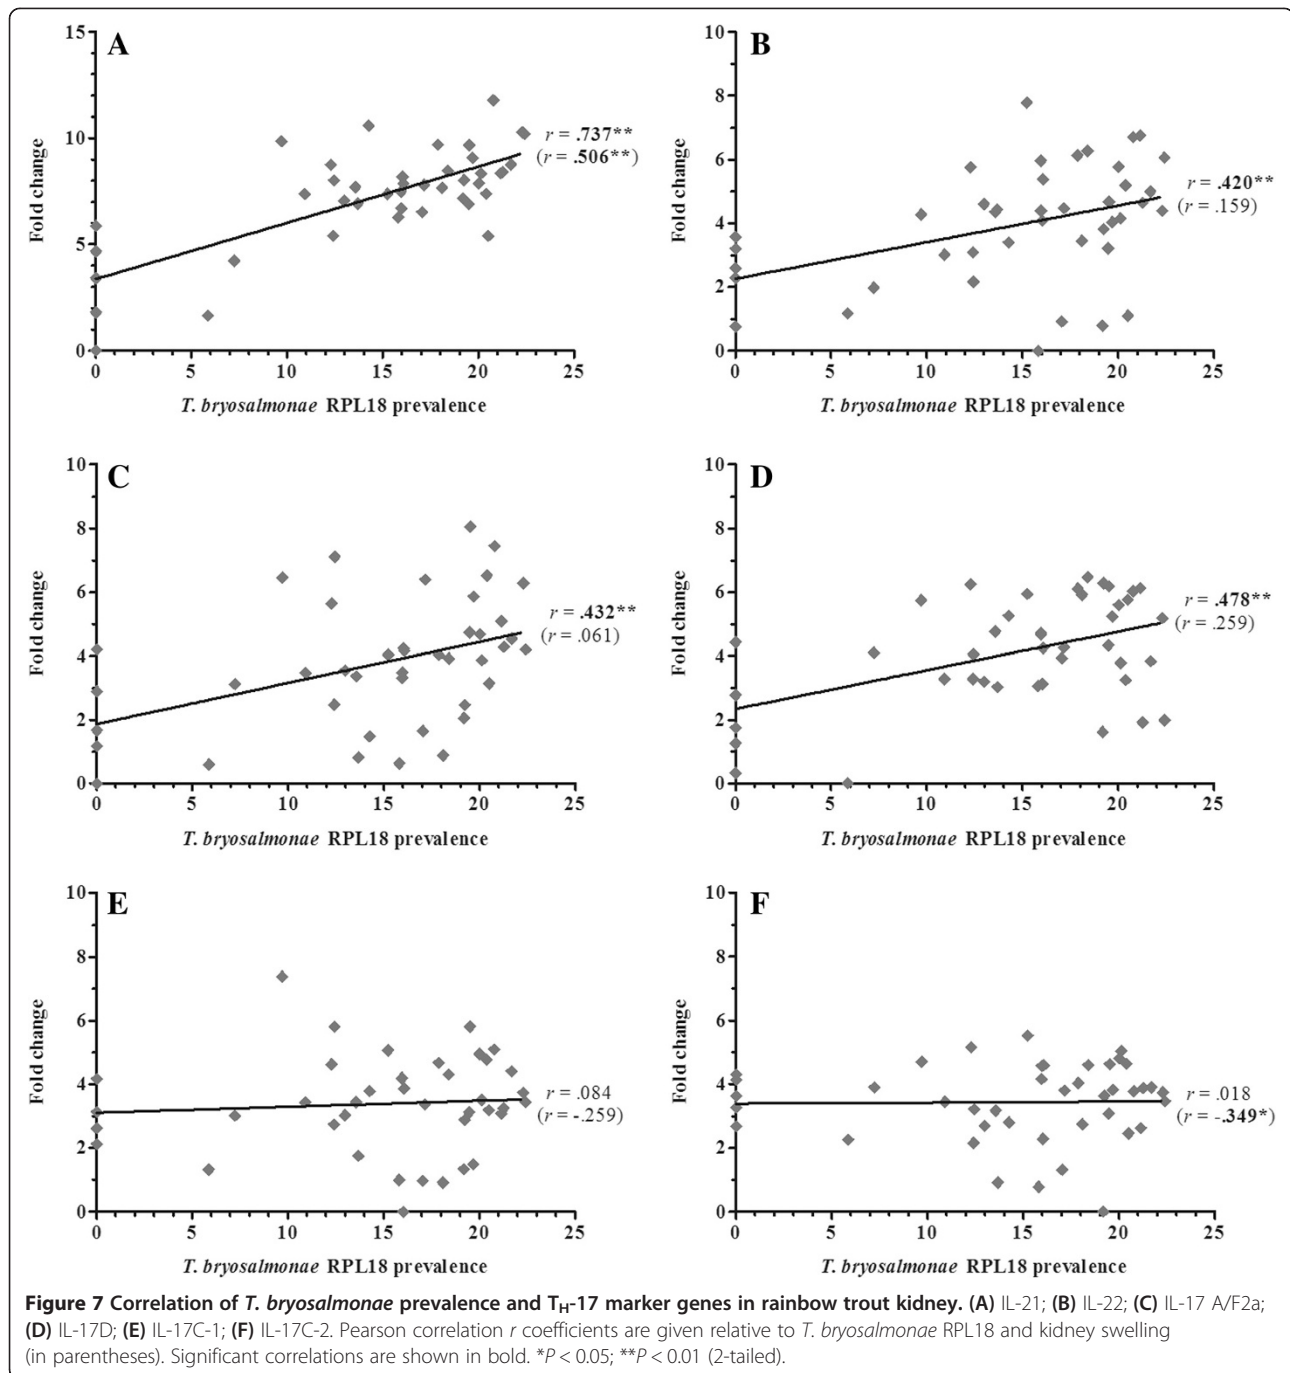 A
15
10
5
0
Fold change
0 5 10 15 20 25
T. bryosalmonae RPL18 prevalence
r = .737**
(r = .506**)
B
10
8
6
4
2
0
Fold change
0 5 10 15 20 25
T. bryosalmonae RPL18 prevalence
r = .420**
(r = .159)
C
10
8
6
4
2
0
Fold change
0 5 10 15 20 25
T. bryosalmonae RPL18 prevalence
r = .432**
(r = .061)
D
10
8
6
4
2
0
Fold change
0 5 10 15 20 25
T. bryosalmonae RPL18 prevalence
r = .478**
(r = .259)
E
10
8
6
4
2
0
Fold change
0 5 10 15 20 25
T. bryosalmonae RPL18 prevalence
r = .084
(r = -.259)
F
10
8
6
4
2
0
Fold change
0 5 10 15 20 25
T. bryosalmonae RPL18 prevalence
r = .018
(r = -.349*)
Figure 7 Correlation of T. bryosalmonae prevalence and TH-17 marker genes in rainbow trout kidney. (A) IL-21; (B) IL-22; (C) IL-17 A/F2a;
(D) IL-17D; (E) IL-17C-1; (F) IL-17C-2. Pearson correlation r coefficients are given relative to T. bryosalmonae RPL18 and kidney swelling
(in parentheses). Significant correlations are shown in bold. *P < 0.05; **P < 0.01 (2-tailed).